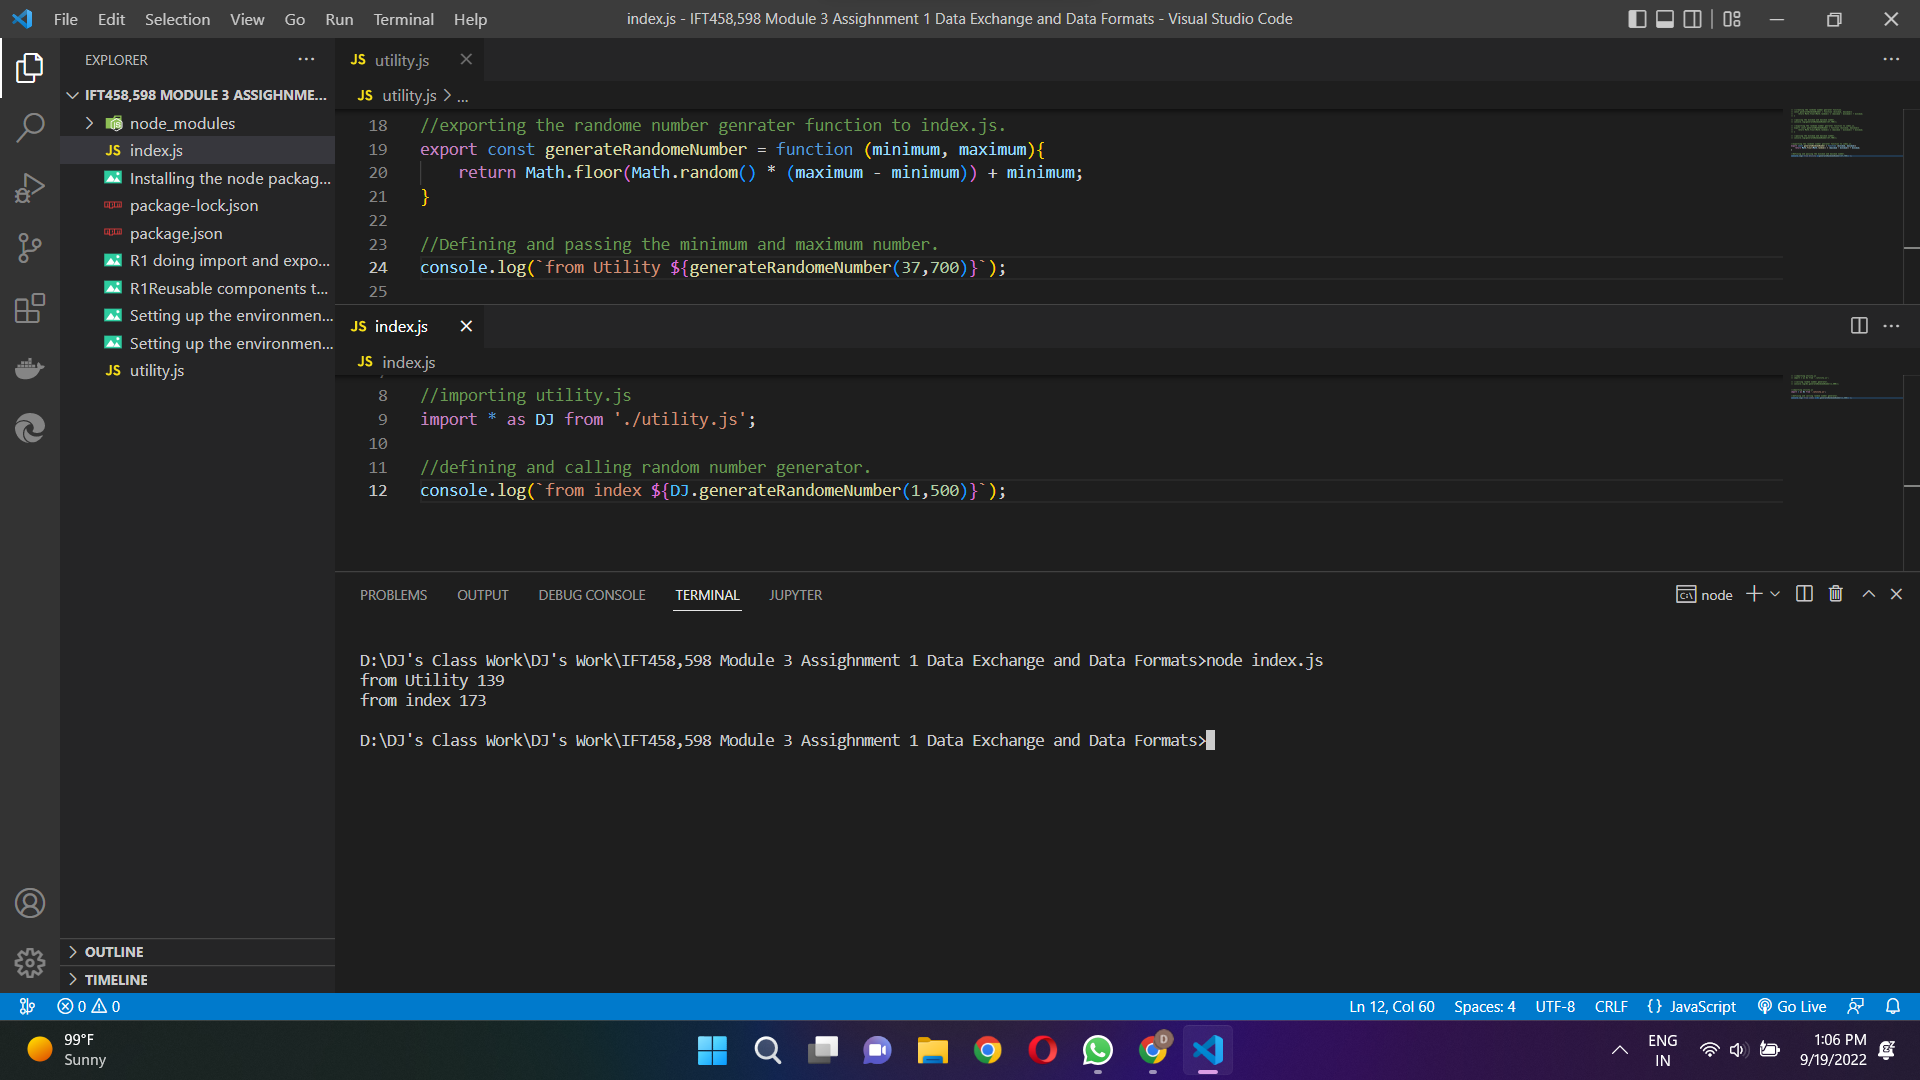 File Edit Selection View Go Run Terminal Help
index.js - IFT458,598 Module 3 Assighnment 1 Data Exchange and Data Formats - Visual Studio Code
EXPLORER
IFT458,598 MODULE 3 ASSIGHNME...
node_modules
JS index.js
Installing the node packag...
package-lock.json
package.json
R1 doing import and expo...
R1Reusable components t...
Setting up the environmen...
Setting up the environmen...
JS utility.js
OUTLINE
TIMELINE
JS utility.js
JS utility.js > ...
18 //exporting the randome number genrater function to index.js.
19 export const generateRandomeNumber = function (minimum, maximum){
20 return Math.floor(Math.random() * (maximum - minimum)) + minimum;
21 }
22
23 //Defining and passing the minimum and maximum number.
24 console.log(`from Utility ${generateRandomeNumber(37,700)}`);
25
JS index.js
JS index.js
8 //importing utility.js
9 import * as DJ from './utility.js';
10
11 //defining and calling random number generator.
12 console.log(`from index ${DJ.generateRandomeNumber(1,500)}`);
PROBLEMS OUTPUT DEBUG CONSOLE TERMINAL JUPYTER
node
D:\DJ's Class Work\DJ's Work\IFT458,598 Module 3 Assighnment 1 Data Exchange and Data Formats>node index.js
from Utility 139
from index 173
D:\DJ's Class Work\DJ's Work\IFT458,598 Module 3 Assighnment 1 Data Exchange and Data Formats>
0 0
Ln 12, Col 60 Spaces: 4 UTF-8 CRLF {} JavaScript Go Live
99°F
Sunny
D
ENG
IN
1:06 PM
9/19/2022